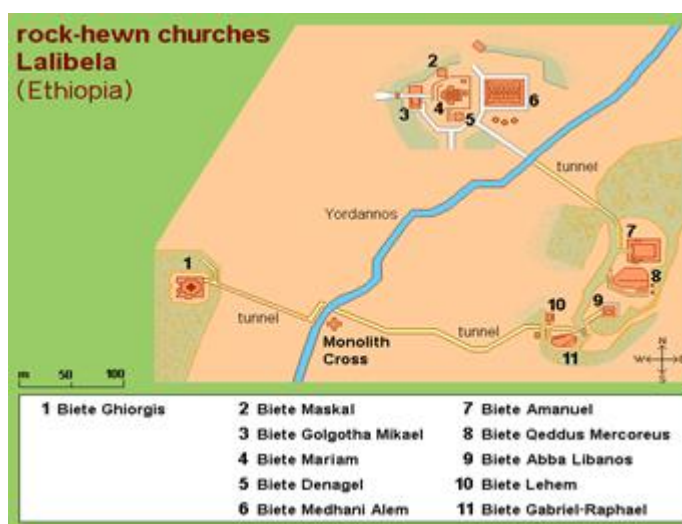 rock-hewn churches
Lalibela
(Ethiopia)
2
3
4
5
6
tunnel
Yordannos
7
8
1
9
10
tunnel
tunnel
Monolith
Cross
11
N
W
E
S
m 50 100
1 Biete Ghiorgis
2 Biete Maskal
3 Biete Golgotha Mikael
4 Biete Mariam
5 Biete Denagel
6 Biete Medhani Alem
7 Biete Amanuel
8 Biete Qeddus Mercoreus
9 Biete Abba Libanos
10 Biete Lehem
11 Biete Gabriel-Raphael